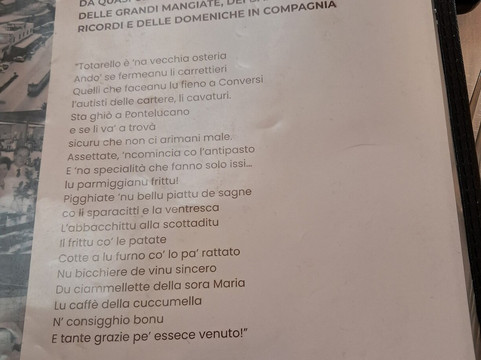 DA QUASI
DELLE GRANDI MANGIATE, DEI
RICORDI E DELLE DOMENICHE IN COMPAGNIA
"Totarello è 'na vecchia osteria
Ando' se fermeanu li carrettieri
Quelli che faceanu lu fieno a Conversi
l'autisti delle cartere, li cavaturi.
Sta ghiò a Pontelucano
e se li va' a trovà
sicuru che non ci arimani male.
Assettate, 'ncomincia co l'antipasto
E 'na specialità che fanno solo issi...
lu parmiggianu frittu!
Pigghiate 'nu bellu piattu de sagne
co li sparacitti e la ventresca
L'abbacchittu alla scottaditu
Il frittu co' le patate
Cotte a lu furno co' lo pa' rattato
Nu bicchiere de vinu sincero
Du ciammellette della sora Maria
Lu caffè della cuccumella
N' consigghio bonu
E tante grazie pe' essece venuto!"